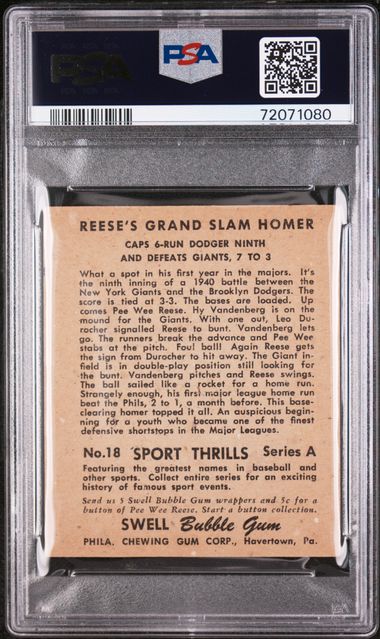 PSA
PSA
72071080
REESE'S GRAND SLAM HOMER
CAPS 6-RUN DODGER NINTH
AND DEFEATS GIANTS, 7 TO 3
What a spot in his first year in the majors. It's
the ninth inning of a 1940 battle between the
New York Giants and the Brooklyn Dodgers. The
score is tied at 3-3. The bases are loaded. Up
comes Pee Wee Reese. Hy Vandenberg is on the
mound for the Giants. With one out, Leo Du-
rocher signalled Reese to bunt. Vandenberg lets
go. The runners break the advance and Pee Wee
stabs at the pitch. Foul ball! Again Reese gets
the sign from Durocher to hit away. The Giant in-
field is in double-play position still looking for
the bunt. Vandenberg pitches and Reese swings.
The ball sailed like a rocket for a home run.
Strangely enough, his first major league home run
beat the Phils, 2 to 1, a month before. This base-
clearing homer topped it all. An auspicious begin-
ning for a youth who became one of the finest
defensive shortstops in the Major Leagues.
No. 18 SPORT THRILLS Series A
Featuring the greatest names in baseball and
other sports. Collect entire series for an exciting
history of famous sport events.
Send us 5 Swell Bubble Gum wrappers and 5c for a
button of Pee Wee Reese. Start a button collection.
SWELL Bubble Gum
PHILA. CHEWING GUM CORP., Havertown, Pa.